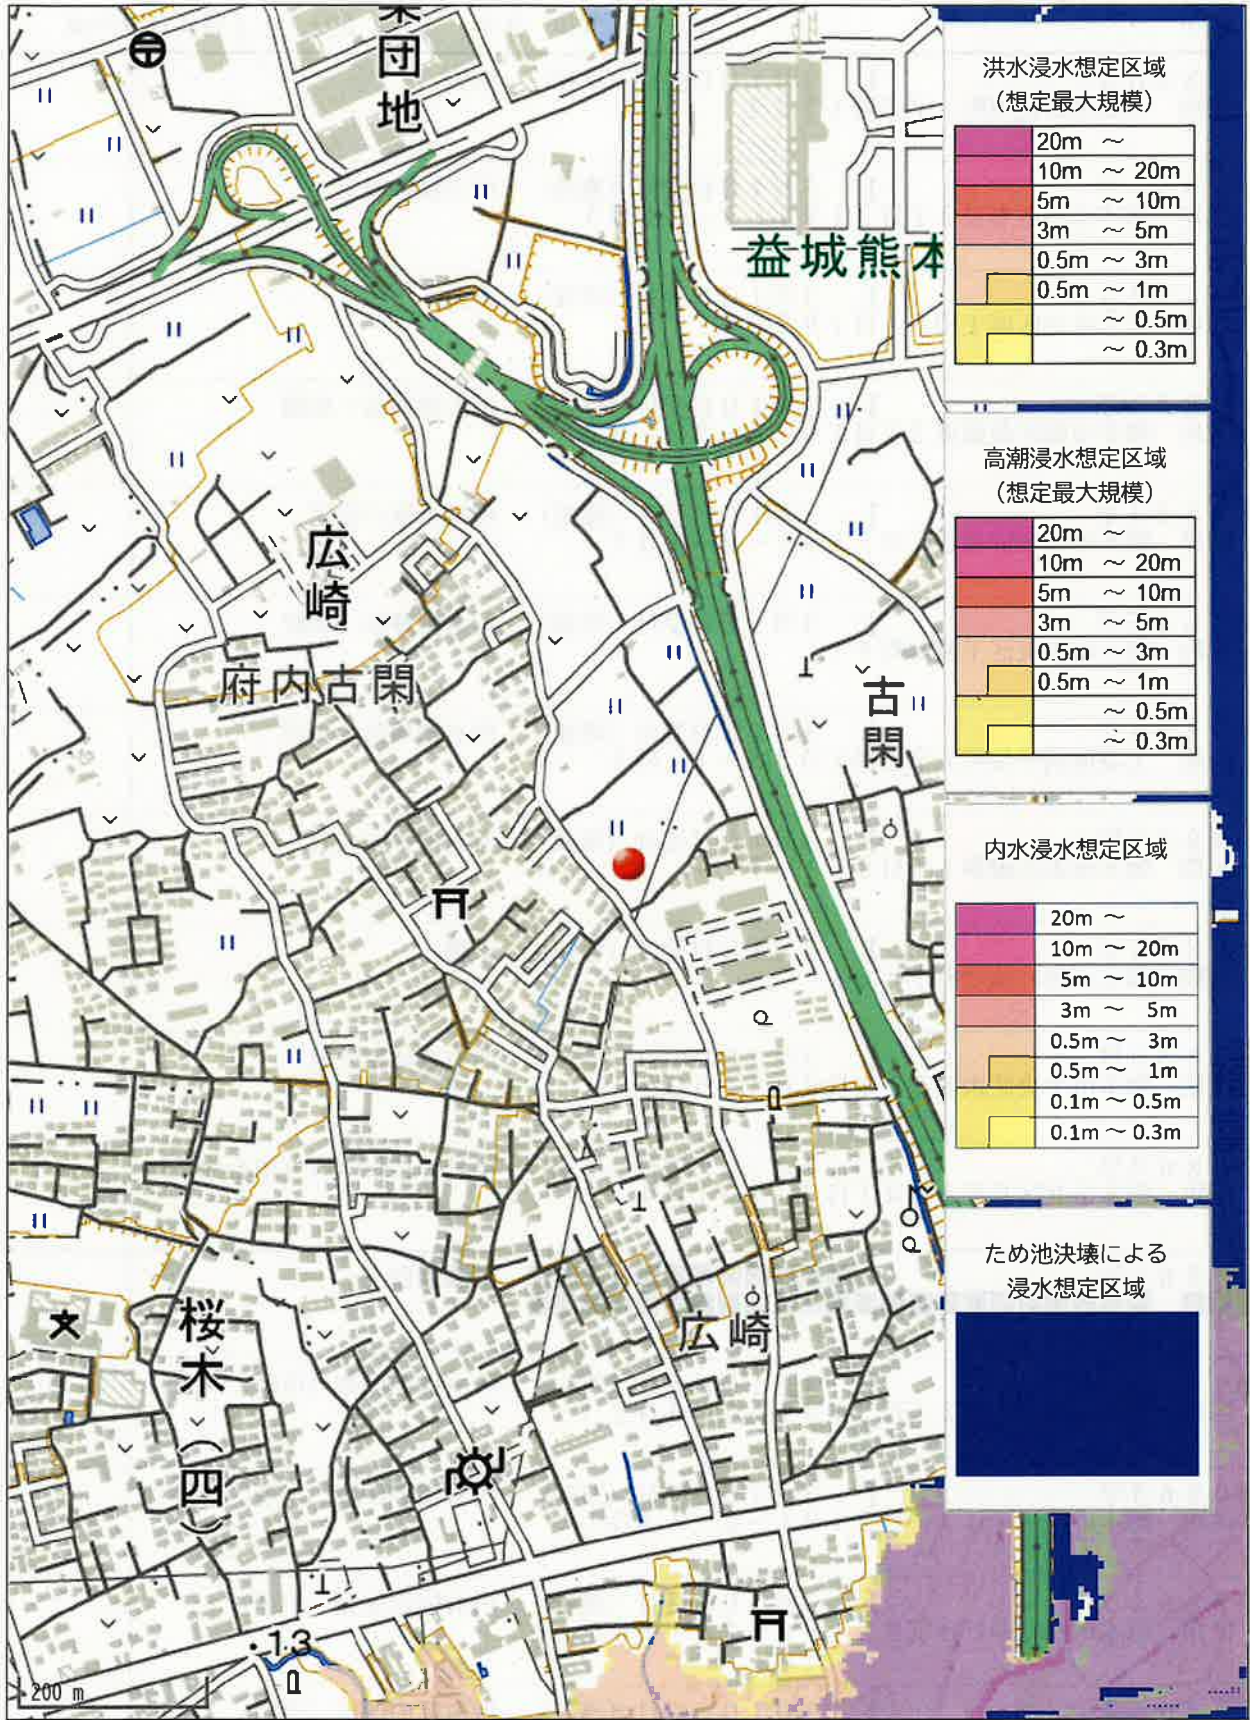 団地
益城熊本
広崎
府内古閑
古閑
広崎
桜木(四)
・13
200 m
洪水浸水想定区域
(想定最大規模)
20m ～
10m ～ 20m
5m ～ 10m
3m ～ 5m
0.5m ～ 3m
0.5m ～ 1m
～ 0.5m
～ 0.3m
高潮浸水想定区域
(想定最大規模)
20m ～
10m ～ 20m
5m ～ 10m
3m ～ 5m
0.5m ～ 3m
0.5m ～ 1m
～ 0.5m
～ 0.3m
内水浸水想定区域
20m ～
10m ～ 20m
5m ～ 10m
3m ～ 5m
0.5m ～ 3m
0.5m ～ 1m
0.1m ～ 0.5m
0.1m ～ 0.3m
ため池決壊による
浸水想定区域